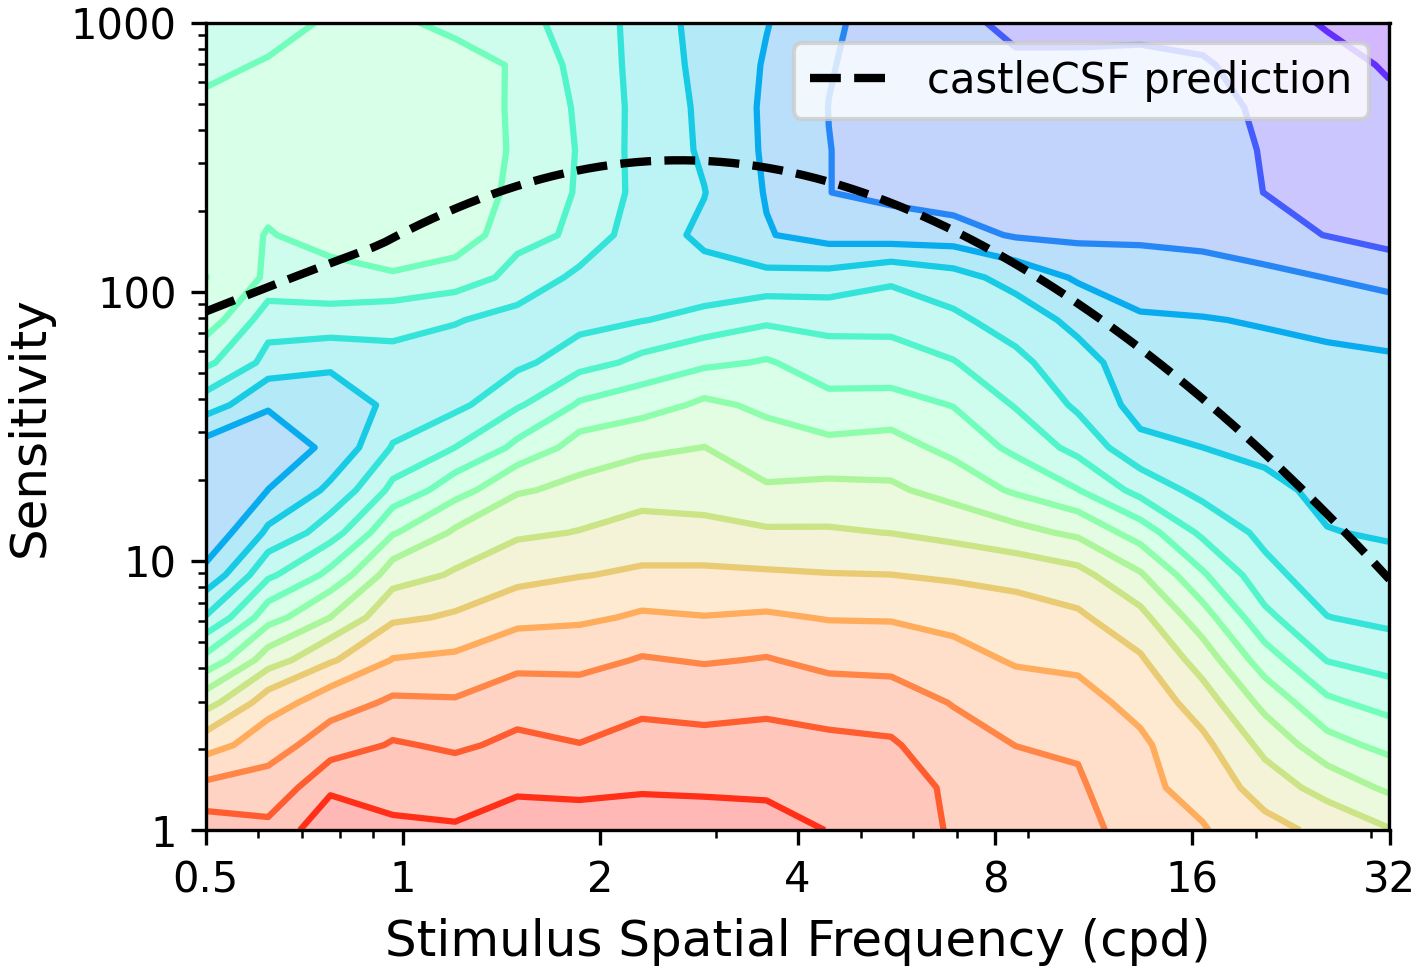 1000
100
10
1
Sensitivity
castleCSF prediction
0.5 1 2 4 8 16 32
Stimulus Spatial Frequency (cpd)